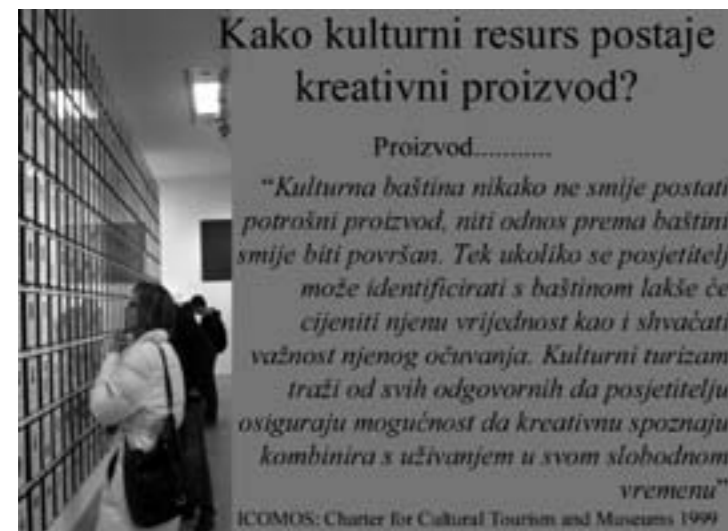 Kako kulturni resurs postaje
kreativni proizvod?
Proizvod...........
“Kulturna baština nikako ne smije postati
potrošni proizvod, niti odnos prema baštini
smije biti površan. Tek ukoliko se posjetitelj
može identificirati s baštinom lakše će
cijeniti njenu vrijednost kao i shvaćati
važnost njenog očuvanja. Kulturni turizam
traži od svih odgovornih da posjetitelju
osiguraju mogućnost da kreativnu spoznaju
kombinira s uživanjem u svom slobodnom
vremenu”
ICOMOS: Charter for Cultural Tourism and Museums 1999